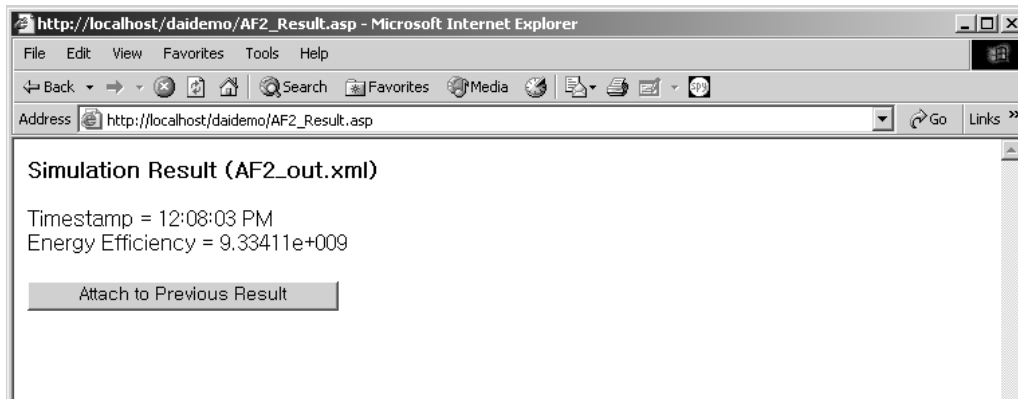 http://localhost/daidemo/AF2_Result.asp - Microsoft Internet Explorer
File Edit View Favorites Tools Help
Back Search Favorites Media SPY
Address http://localhost/daidemo/AF2_Result.asp Go Links »
Simulation Result (AF2_out.xml)
Timestamp = 12:08:03 PM
Energy Efficiency = 9.33411e+009
Attach to Previous Result